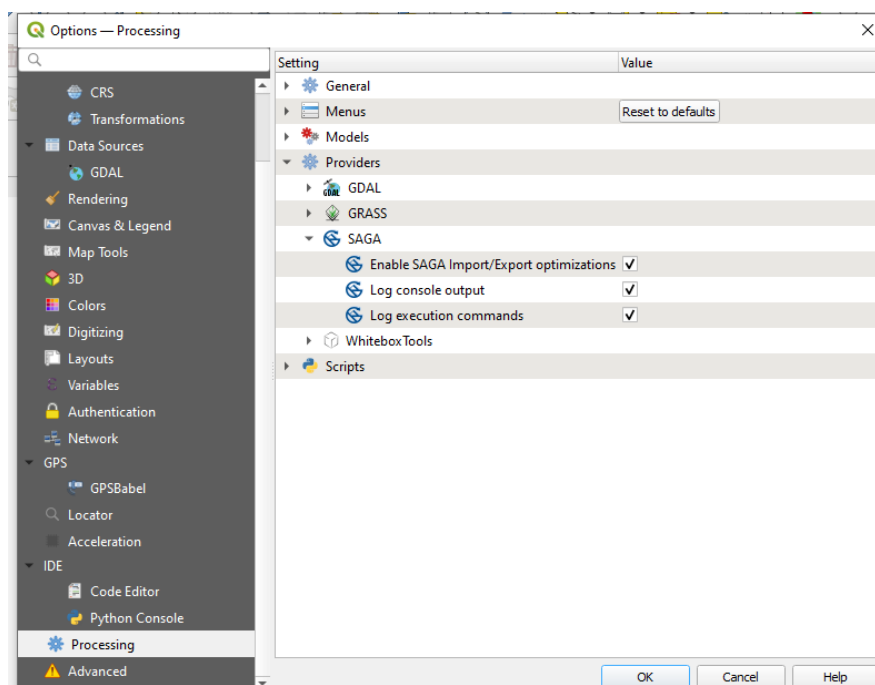 Options — Processing
CRS
Transformations
Data Sources
GDAL
Rendering
Canvas & Legend
Map Tools
3D
Colors
Digitizing
Layouts
Variables
Authentication
Network
GPS
GPSBabel
Locator
Acceleration
IDE
Code Editor
Python Console
Processing
Advanced
Setting Value
General
Menus Reset to defaults
Models
Providers
GDAL
GRASS
SAGA
Enable SAGA Import/Export optimizations
Log console output
Log execution commands
WhiteboxTools
Scripts
OK Cancel Help